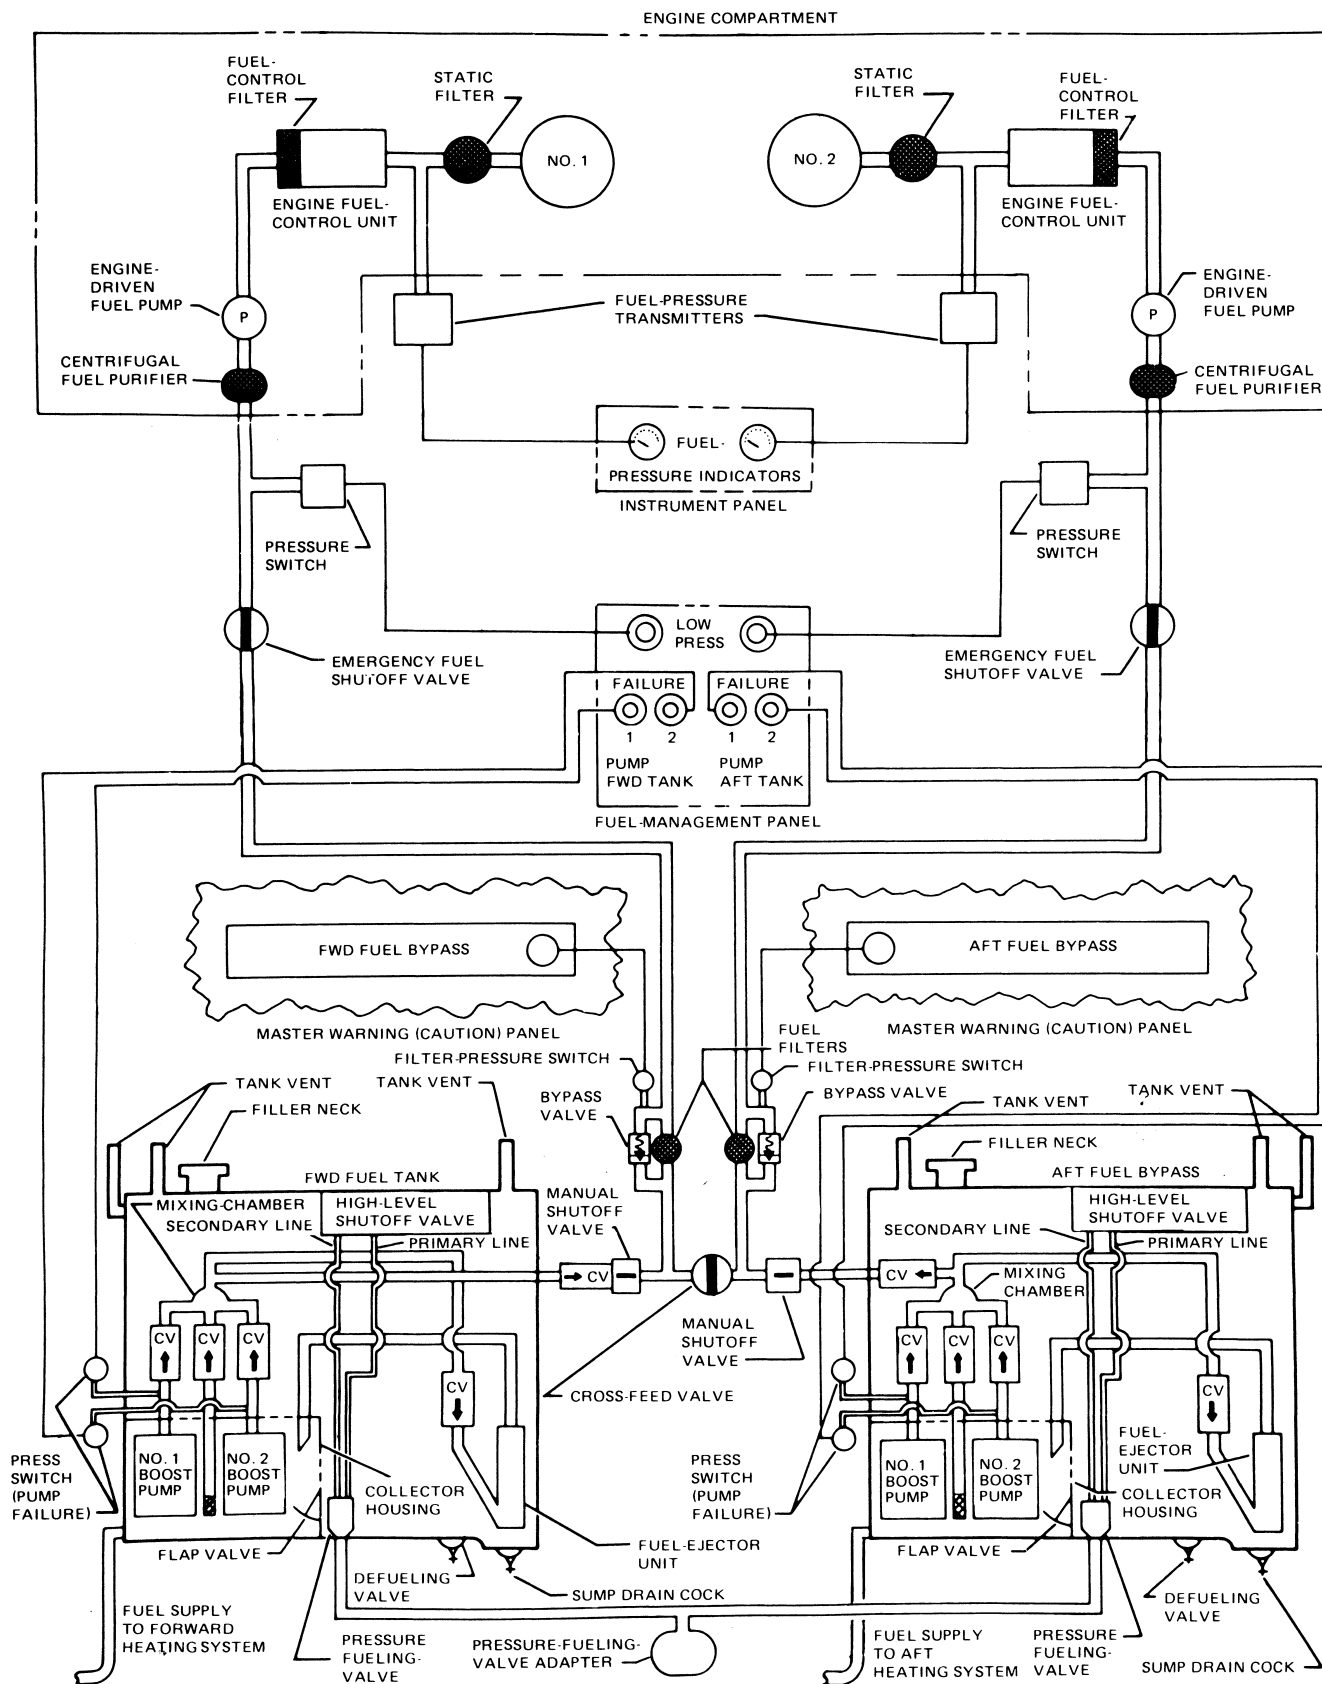 ENGINE COMPARTMENT
FUEL-
CONTROL
FILTER
STATIC
FILTER
STATIC
FILTER
FUEL-
CONTROL
FILTER
NO. 1
NO. 2
ENGINE FUEL-
CONTROL UNIT
ENGINE FUEL-
CONTROL UNIT
ENGINE-
DRIVEN
FUEL PUMP
P
FUEL-PRESSURE
TRANSMITTERS
P
ENGINE-
DRIVEN
FUEL PUMP
CENTRIFUGAL
FUEL PURIFIER
CENTRIFUGAL
FUEL PURIFIER
FUEL-
PRESSURE INDICATORS
INSTRUMENT PANEL
PRESSURE
SWITCH
PRESSURE
SWITCH
LOW
PRESS
EMERGENCY FUEL
SHUTOFF VALVE
EMERGENCY FUEL
SHUTOFF VALVE
FAILURE
FAILURE
1 2
1 2
PUMP
FWD TANK
PUMP
AFT TANK
FUEL-MANAGEMENT PANEL
FWD FUEL BYPASS
AFT FUEL BYPASS
MASTER WARNING (CAUTION) PANEL
FUEL
FILTERS
MASTER WARNING (CAUTION) PANEL
FILTER-PRESSURE SWITCH
FILTER-PRESSURE SWITCH
TANK VENT
TANK VENT
BYPASS
VALVE
BYPASS VALVE
TANK VENT
TANK VENT
FILLER NECK
FILLER NECK
FWD FUEL TANK
AFT FUEL BYPASS
MIXING-CHAMBER
SECONDARY LINE
HIGH-LEVEL
SHUTOFF VALVE
PRIMARY LINE
MANUAL
SHUTOFF
VALVE
SECONDARY LINE
HIGH-LEVEL
SHUTOFF VALVE
PRIMARY LINE
CV
CV
MIXING
CHAMBER
CV
CV
CV
MANUAL
SHUTOFF
VALVE
CV
CV
CV
CV
CROSS-FEED VALVE
CV
PRESS
SWITCH
(PUMP
FAILURE)
NO. 1
BOOST
PUMP
NO. 2
BOOST
PUMP
COLLECTOR
HOUSING
PRESS
SWITCH
(PUMP
FAILURE)
NO. 1
BOOST
PUMP
NO. 2
BOOST
PUMP
FUEL-
EJECTOR
UNIT
COLLECTOR
HOUSING
FLAP VALVE
FUEL-EJECTOR
UNIT
FLAP VALVE
DEFUELING
VALVE
SUMP DRAIN COCK
DEFUELING
VALVE
FUEL SUPPLY
TO FORWARD
HEATING SYSTEM
PRESSURE
FUELING-
VALVE
PRESSURE-FUELING-
VALVE ADAPTER
FUEL SUPPLY
TO AFT
HEATING SYSTEM
PRESSURE
FUELING-
VALVE
SUMP DRAIN COCK